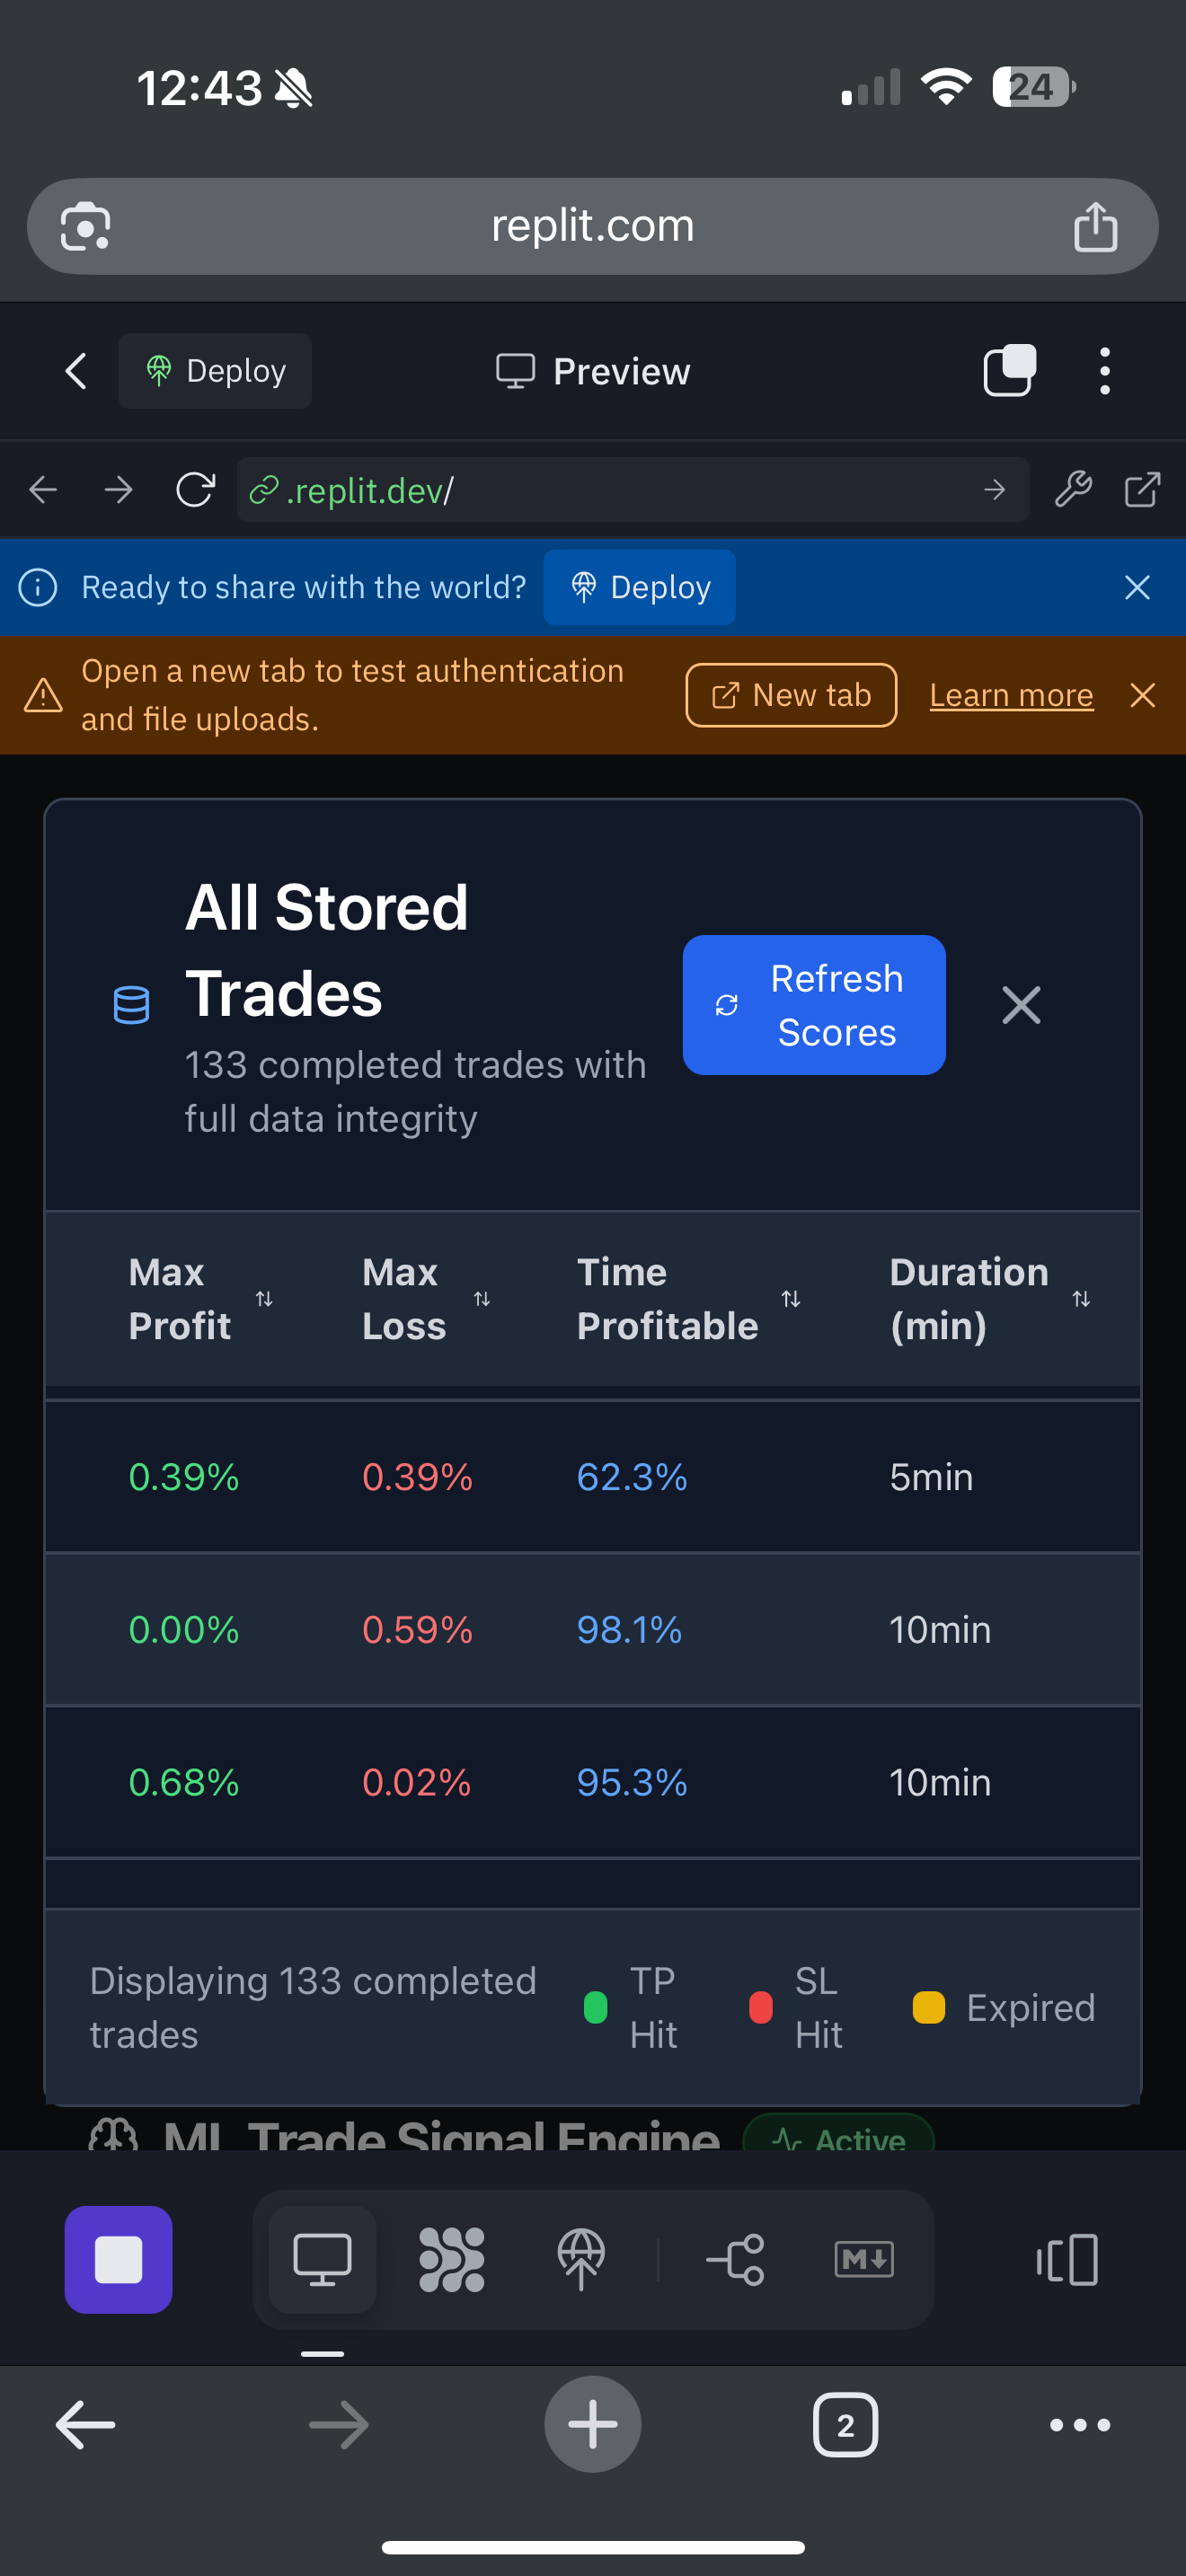 12:43
24
replit.com
Deploy
Preview
.replit.dev/
Ready to share with the world?
Deploy
Open a new tab to test authentication
and file uploads.
New tab
Learn more
All Stored
Trades
133 completed trades with
full data integrity
Refresh
Scores
Max
Profit
Max
Loss
Time
Profitable
Duration
(min)
0.39% 0.39% 62.3% 5min
0.00% 0.59% 98.1% 10min
0.68% 0.02% 95.3% 10min
Displaying 133 completed
trades
TP
Hit
SL
Hit
Expired
ML Trade Signal Engine
Active
M
2